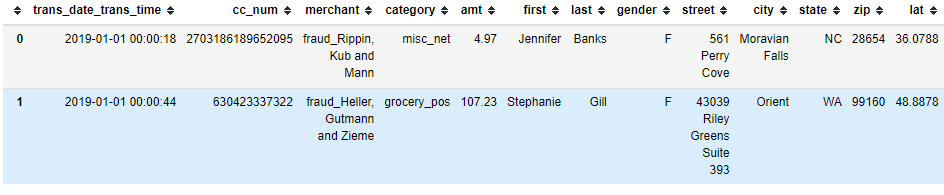 trans_date_trans_time cc_num merchant category amt first last gender street city state zip lat
0 2019-01-01 00:00:18 2703186189652095 fraud_Rippin, Kub and Mann misc_net 4.97 Jennifer Banks F 561 Perry Cove Moravian Falls NC 28654 36.0788
1 2019-01-01 00:00:44 630423337322 fraud_Heller, Gutmann and Zieme grocery_pos 107.23 Stephanie Gill F 43039 Riley Greens Suite 393 Orient WA 99160 48.8878